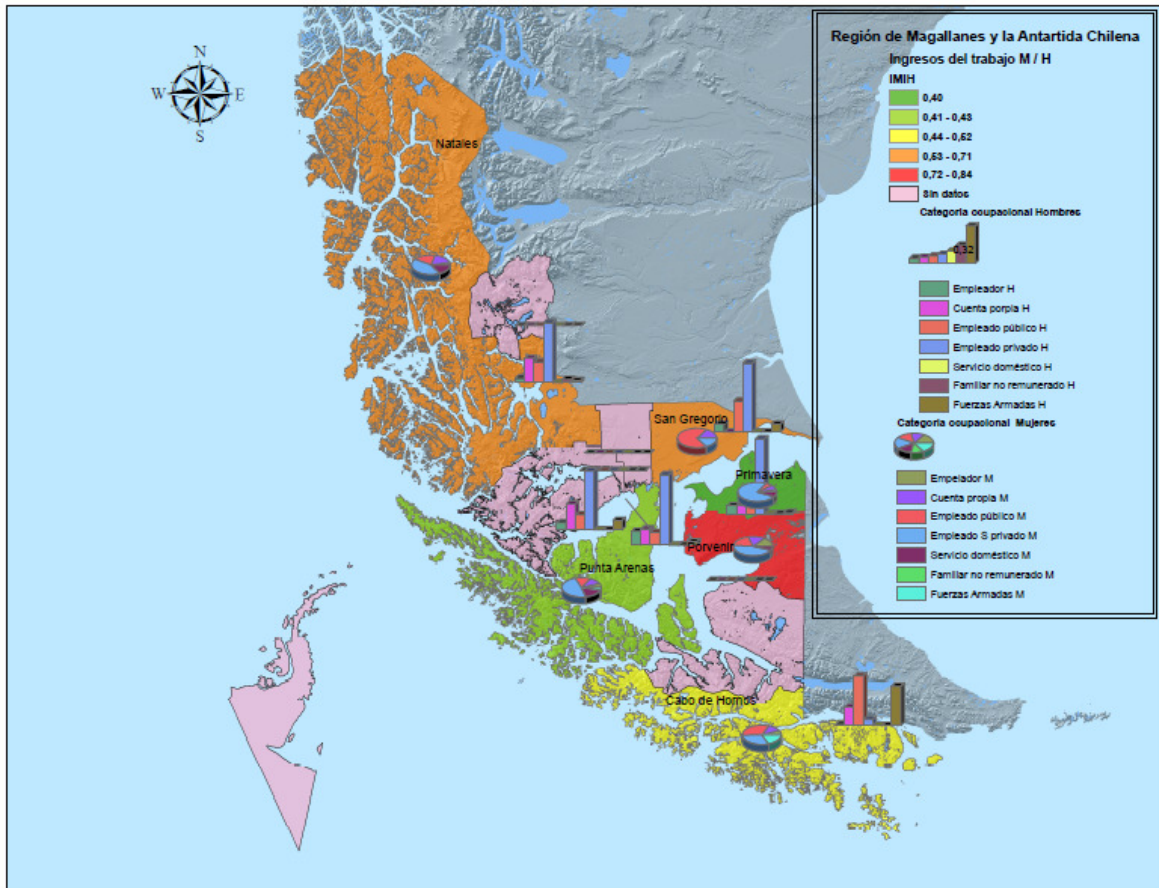 N
W E
S
Natales
San Gregorio
Primavera
Porvenir
Punta Arenas
Cabo de Hornos
Región de Magallanes y la Antartida Chilena
Ingresos del trabajo M / H
IMIH
0,40
0,41 - 0,43
0,44 - 0,52
0,53 - 0,71
0,72 - 0,84
Sin datos
Categoria ocupacional Hombres
0,32
Empleador H
Cuenta porpia H
Empleado público H
Empleado privado H
Servicio doméstico H
Familiar no remunerado H
Fuerzas Armadas H
Categoria ocupacional Mujeres
Empelador M
Cuenta propia M
Empleado público M
Empleado S privado M
Servicio doméstico M
Familiar no remunerado M
Fuerzas Armadas M